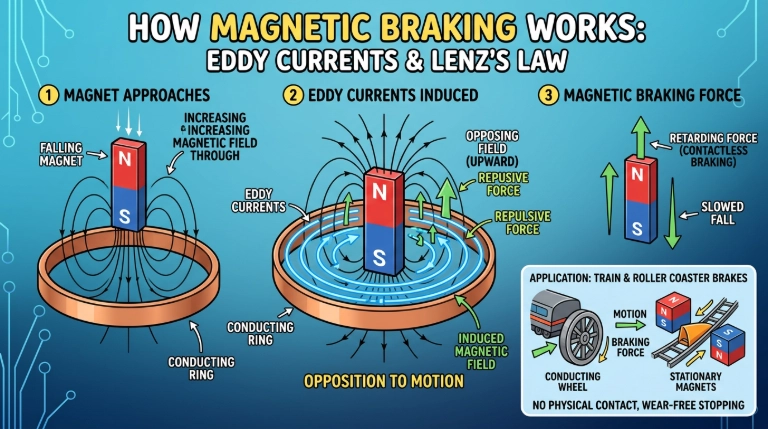 HOW MAGNETIC BRAKING WORKS:
EDDY CURRENTS & LENZ'S LAW
1 MAGNET APPROACHES
FALLING
MAGNET
INCREASING
& INCREASING
MAGNETIC FIELD
THROUGH
N
S
CONDUCTING
RING
2 EDDY CURRENTS INDUCED
OPPOSING
FIELD
(UPWARD)
REPUSIVE
FORCE
EDDY
CURRENTS
REPULSIVE
FORCE
N
S
CONDUCTING
RING
INDUCED
MAGNETIC
FIELD
OPPOSITION TO MOTION
3 MAGNETIC BRAKING FORCE
RETARDING FORCE
(CONTACTLESS
BRAKING)
N
S
SLOWED
FALL
APPLICATION: TRAIN & ROLLER COASTER BRAKES
MOTION
BRAKING
FORCE
CONDUCTING
WHEEL
N
N S
S
S N
STATIONARY
MAGNETS
NO PHYSICAL CONTACT, WEAR-FREE STOPPING